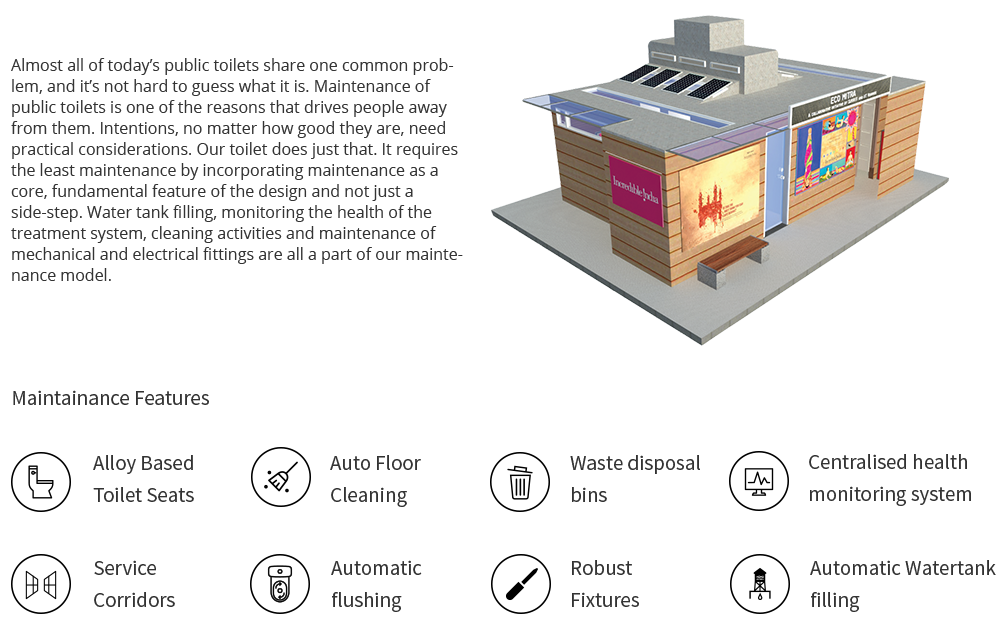 Almost all of today's public toilets share one common prob-
lem, and it's not hard to guess what it is. Maintenance of
public toilets is one of the reasons that drives people away
from them. Intentions, no matter how good they are, need
practical considerations. Our toilet does just that. It requires
the least maintenance by incorporating maintenance as a
core, fundamental feature of the design and not just a
side-step. Water tank filling, monitoring the health of the
treatment system, cleaning activities and maintenance of
mechanical and electrical fittings are all a part of our mainte-
nance model.
ECO MITRA
Incredible India
Maintainance Features
Alloy Based
Toilet Seats
Auto Floor
Cleaning
Waste disposal
bins
Centralised health
monitoring system
Service
Corridors
Automatic
flushing
Robust
Fixtures
Automatic Watertank
filling